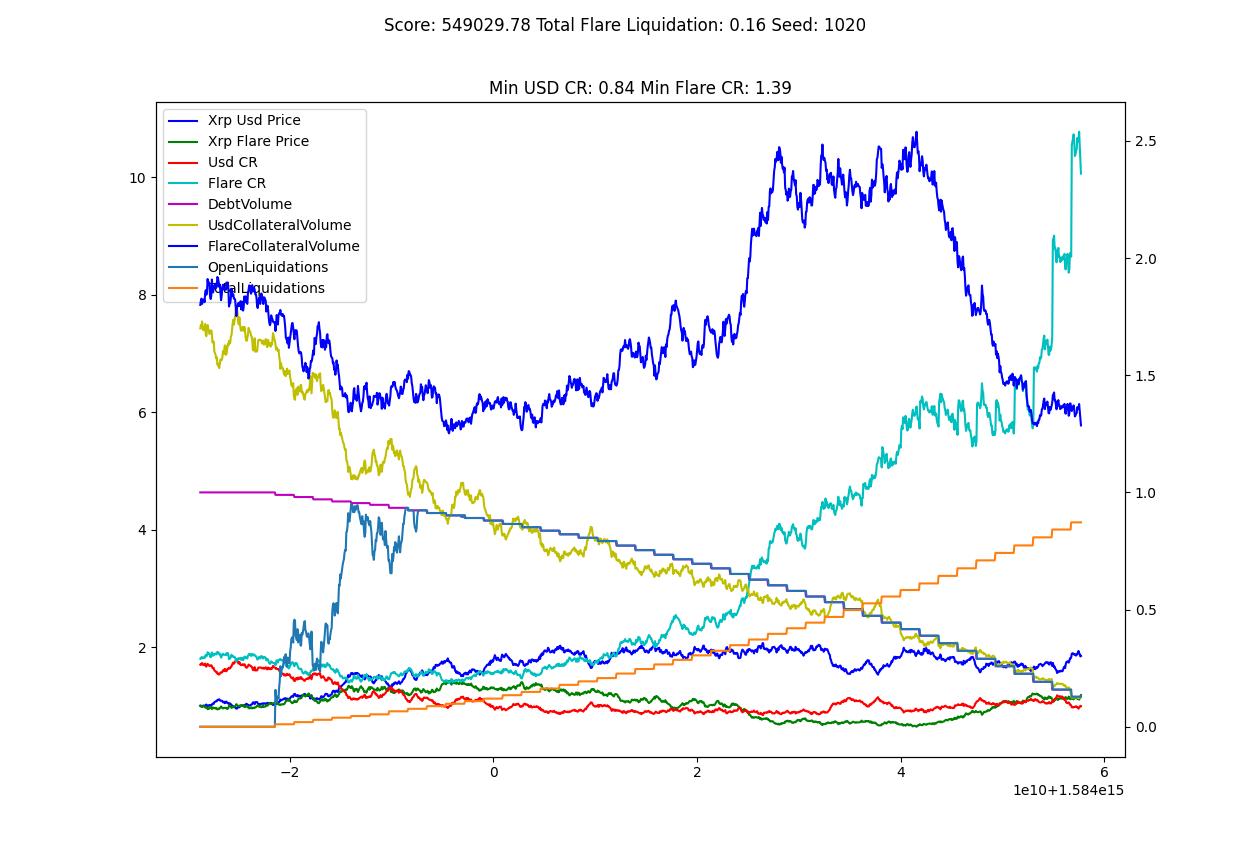 Score: 549029.78 Total Flare Liquidation: 0.16 Seed: 1020
Min USD CR: 0.84 Min Flare CR: 1.39
Xrp Usd Price
Xrp Flare Price
Usd CR
Flare CR
DebtVolume
UsdCollateralVolume
FlareCollateralVolume
OpenLiquidations
TotalLiquidations
10
8
6
4
2
2.5
2.0
1.5
1.0
0.5
0.0
−2
0
2
4
6
1e10+1.584e15